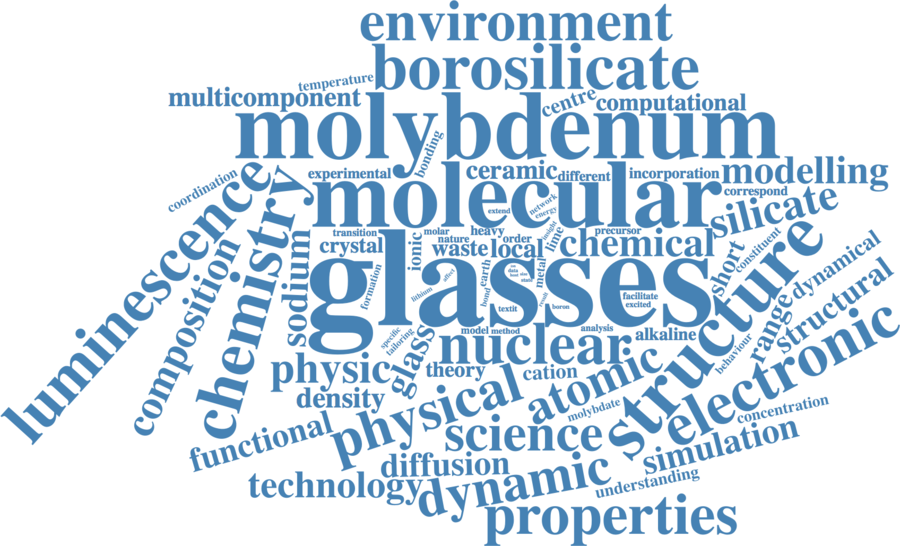 environment
borosilicate
temperature
multicomponent
centre
computational
molybdenum
bonding
ceramic
different
incorporation
modelling
experimental
coordination
molecular
correspond
silicate
network
energy
extend
luminescence
chemistry
composition
sodium
transition
molar
heavy
precursor
crystal
nature
order
insight
lime
ionic
waste
local
chemical
short
constituent
structure
dynamical
glasses
earth
metal
formation
lithium
bond
textit
boron
facilitate
excited
range
structural
specific
tailoring
glass
model
method
analysis
alkaline
nuclear
behaviour
electronic
physic
theory
cation
atomic
density
physical
molybdate
concentration
functional
science
simulation
diffusion
technology
dynamic
understanding
properties